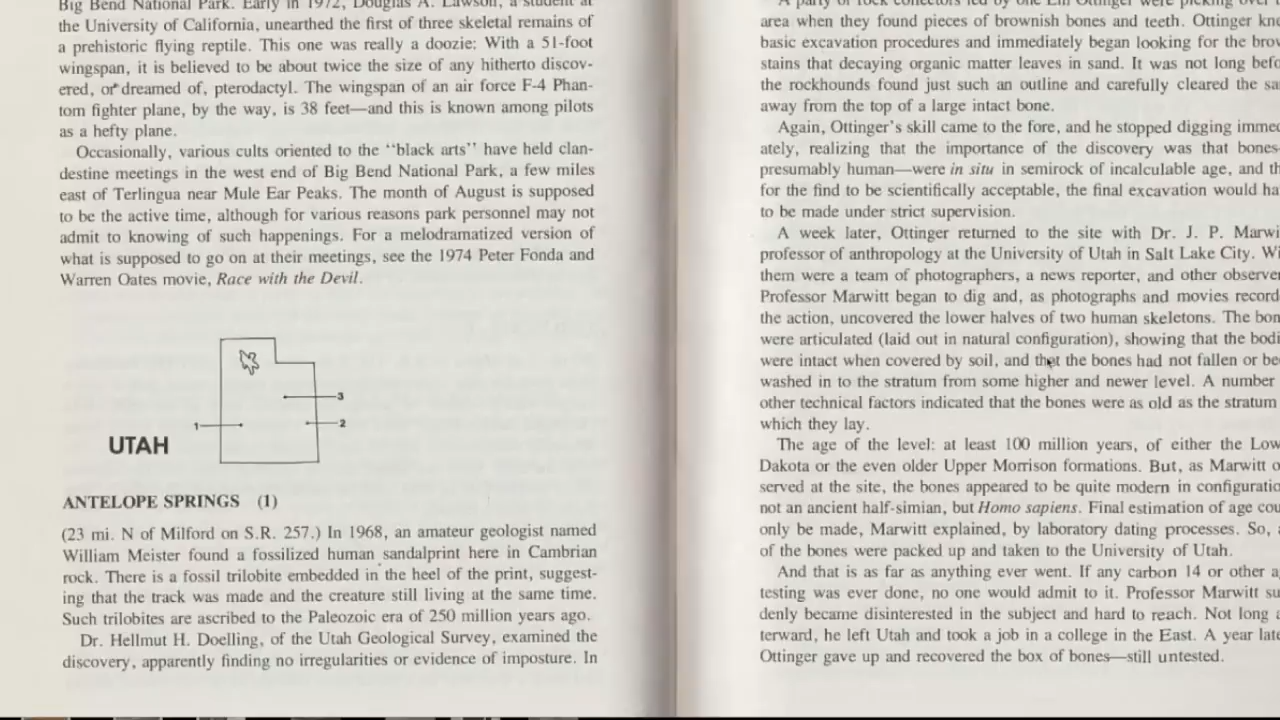 Big Bend National Park. Early in 1972, Douglas A. Lawson, a student at
the University of California, unearthed the first of three skeletal remains of
a prehistoric flying reptile. This one was really a doozie: With a 51-foot
wingspan, it is believed to be about twice the size of any hitherto discov-
ered, or dreamed of, pterodactyl. The wingspan of an air force F-4 Phan-
tom fighter plane, by the way, is 38 feet—and this is known among pilots
as a hefty plane.
Occasionally, various cults oriented to the “black arts” have held clan-
destine meetings in the west end of Big Bend National Park, a few miles
east of Terlingua near Mule Ear Peaks. The month of August is supposed
to be the active time, although for various reasons park personnel may not
admit to knowing of such happenings. For a melodramatized version of
what is supposed to go on at their meetings, see the 1974 Peter Fonda and
Warren Oates movie, Race with the Devil.
3
1
2
UTAH
ANTELOPE SPRINGS (1)
(23 mi. N of Milford on S.R. 257.) In 1968, an amateur geologist named
William Meister found a fossilized human sandalprint here in Cambrian
rock. There is a fossil trilobite embedded in the heel of the print, suggest-
ing that the track was made and the creature still living at the same time.
Such trilobites are ascribed to the Paleozoic era of 250 million years ago.
Dr. Hellmut H. Doelling, of the Utah Geological Survey, examined the
discovery, apparently finding no irregularities or evidence of imposture. In
A party of rock collectors led by one Lin Ottinger were picking over
area when they found pieces of brownish bones and teeth. Ottinger kn
basic excavation procedures and immediately began looking for the brow
stains that decaying organic matter leaves in sand. It was not long befo
the rockhounds found just such an outline and carefully cleared the sa
away from the top of a large intact bone.
Again, Ottinger's skill came to the fore, and he stopped digging immed
ately, realizing that the importance of the discovery was that bones-
presumably human—were in situ in semirock of incalculable age, and th
for the find to be scientifically acceptable, the final excavation would ha
to be made under strict supervision.
A week later, Ottinger returned to the site with Dr. J. P. Marwi
professor of anthropology at the University of Utah in Salt Lake City. Wi
them were a team of photographers, a news reporter, and other observer
Professor Marwitt began to dig and, as photographs and movies record
the action, uncovered the lower halves of two human skeletons. The bon
were articulated (laid out in natural configuration), showing that the bodi
were intact when covered by soil, and that the bones had not fallen or be
washed in to the stratum from some higher and newer level. A number
other technical factors indicated that the bones were as old as the stratum
which they lay.
The age of the level: at least 100 million years, of either the Low
Dakota or the even older Upper Morrison formations. But, as Marwitt o
served at the site, the bones appeared to be quite modern in configuratio
not an ancient half-simian, but Homo sapiens. Final estimation of age cou
only be made, Marwitt explained, by laboratory dating processes. So, a
of the bones were packed up and taken to the University of Utah.
And that is as far as anything ever went. If any carbon 14 or other a
testing was ever done, no one would admit to it. Professor Marwitt su
denly became disinterested in the subject and hard to reach. Not long a
terward, he left Utah and took a job in a college in the East. A year late
Ottinger gave up and recovered the box of bones—still untested.